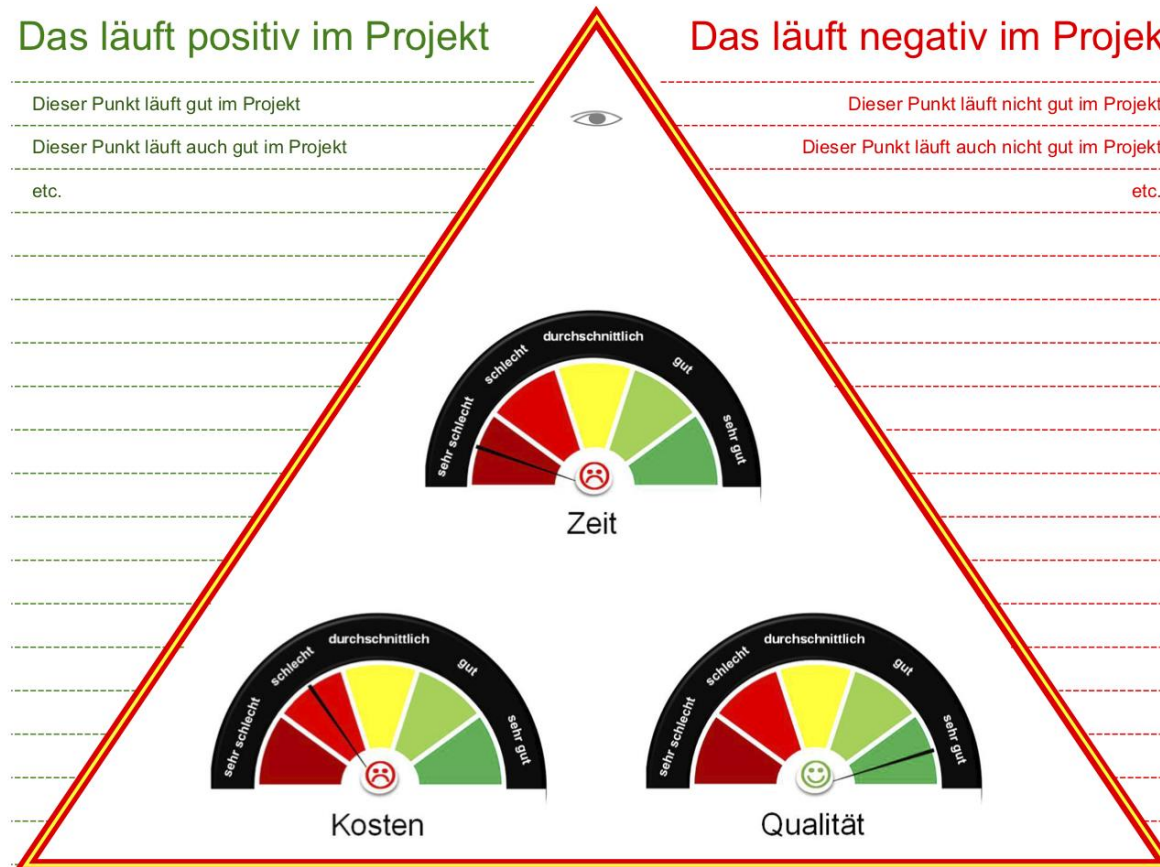 Das läuft positiv im Projekt
Das läuft negativ im Projek
Dieser Punkt läuft gut im Projekt
Dieser Punkt läuft nicht gut im Projekt
Dieser Punkt läuft auch gut im Projekt
Dieser Punkt läuft auch nicht gut im Projekt
etc.
etc.
sehr schlecht
schlecht
durchschnittlich
gut
sehr gut
Zeit
sehr schlecht
schlecht
durchschnittlich
gut
sehr gut
Kosten
sehr schlecht
schlecht
durchschnittlich
gut
sehr gut
Qualität